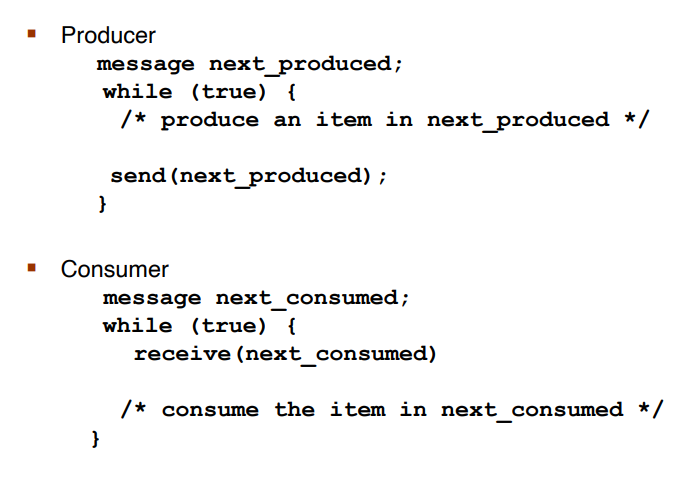 ▪ Producer
message next_produced;
while (true) {
/* produce an item in next_produced */
send(next_produced);
}
▪ Consumer
message next_consumed;
while (true) {
receive(next_consumed)
/* consume the item in next_consumed */
}